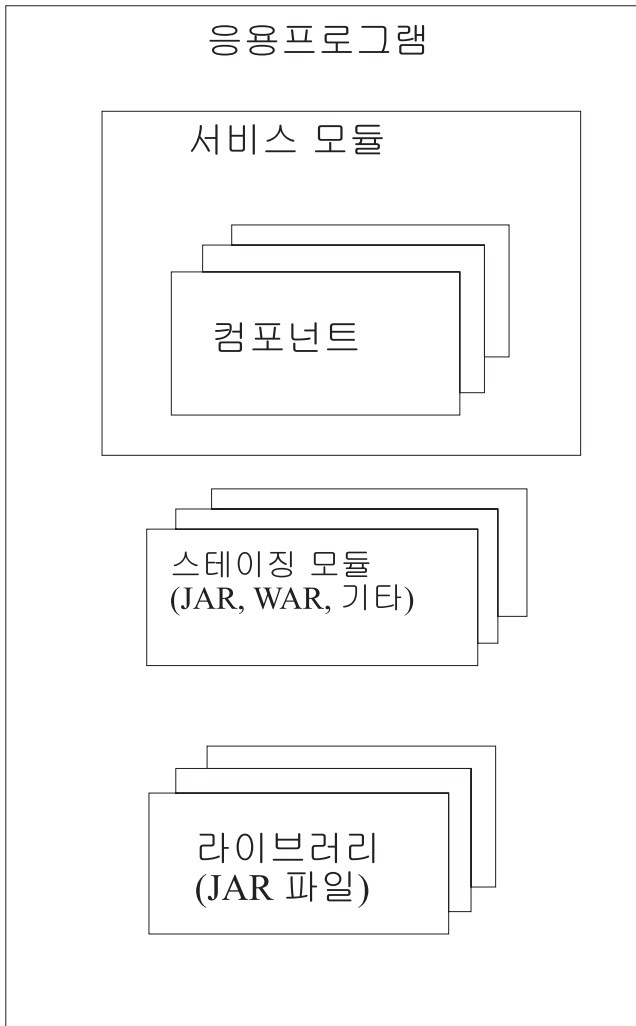 응용프로그램
서비스 모듈
컴포넌트
스테이징 모듈
(JAR, WAR, 기타)
라이브러리
(JAR 파일)